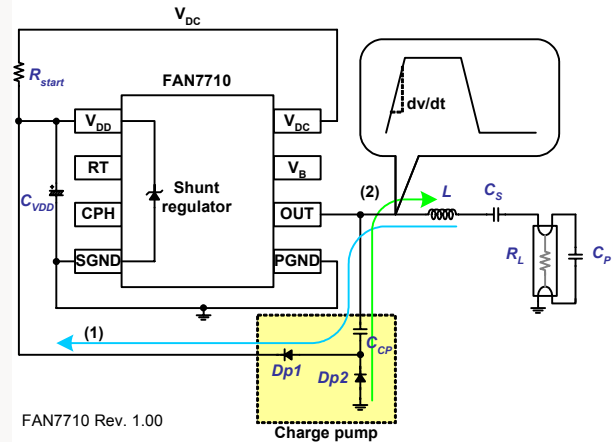 VDC
Rstart
FAN7710
dv/dt
VDD
VDC
RT
VB
Shunt
regulator
CVDD
CPH
OUT
(2)
L
CS
SGND
PGND
RL
CP
(1)
CCP
Dp1
Dp2
FAN7710 Rev. 1.00
Charge pump